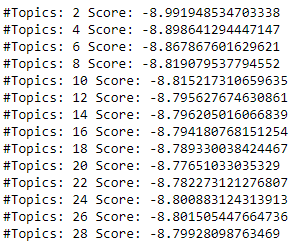 #Topics: 2 Score: -8.991948534703338
#Topics: 4 Score: -8.898641294447147
#Topics: 6 Score: -8.867867601629621
#Topics: 8 Score: -8.819079537794552
#Topics: 10 Score: -8.815217310659635
#Topics: 12 Score: -8.795627674630861
#Topics: 14 Score: -8.796205016066839
#Topics: 16 Score: -8.794180768151254
#Topics: 18 Score: -8.789330038424467
#Topics: 20 Score: -8.77651033035329
#Topics: 22 Score: -8.782273121276807
#Topics: 24 Score: -8.800883124313913
#Topics: 26 Score: -8.801505447664736
#Topics: 28 Score: -8.79928098763469